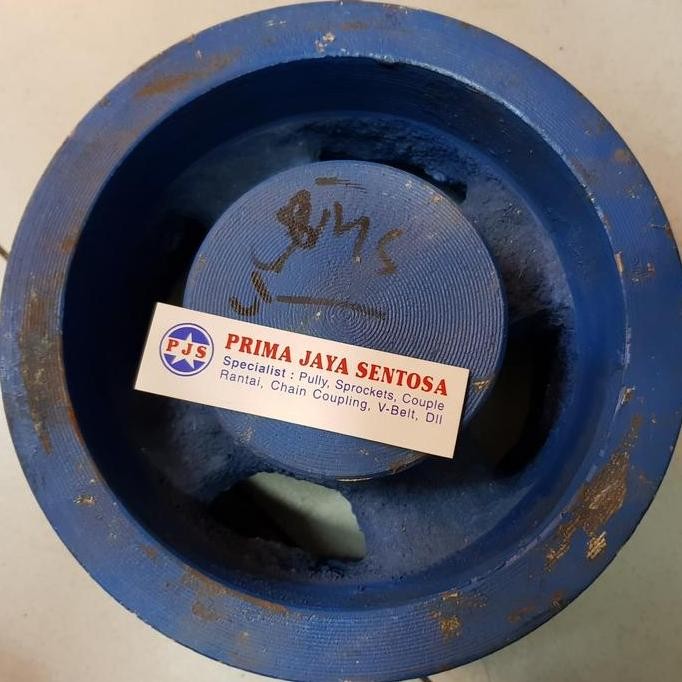 PJS
PRIMA JAYA SENTOSA
Specialist : Pully, Sprockets, Couple
Rantai, Chain Coupling, V-Belt, Dll